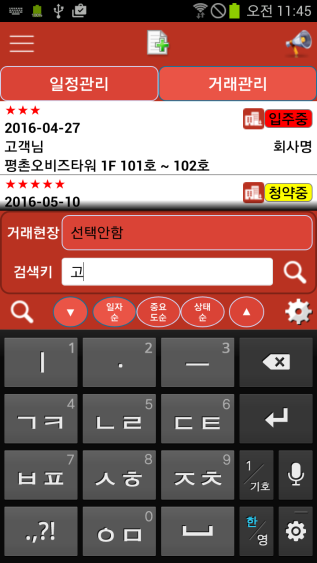 오전 11:45
일정관리 거래관리
★★★
2016-04-27 입주중
고객님 회사명
평촌오비즈타워 1F 101호 ~ 102호
★★★★★
2016-05-10 청약중
거래현장 선택안함
검색키 고
▼ 일자순 중요도순 상태순 ▲
ㅣ 1 · 2 ㅡ 3
ㄱㅋ 4 ㄴㄹ 5 ㄷㅌ 6
ㅂㅍ 7 ㅅㅎ 8 ㅈㅊ 9 1/기호
.,?! ㅇㅁ 0 한/영